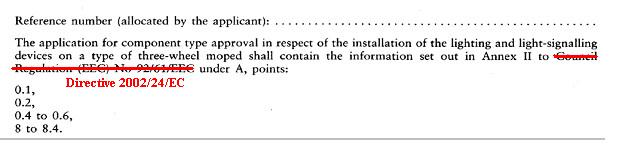 Reference number (allocated by the applicant): ................................................................
The application for component type approval in respect of the installation of the lighting and light-signalling
devices on a type of three-wheel moped shall contain the information set out in Annex II to Council
Regulation (EEC) No 92/61/EEC under A, points:
Directive 2002/24/EC
0.1,
0.2,
0.4 to 0.6,
8 to 8.4.